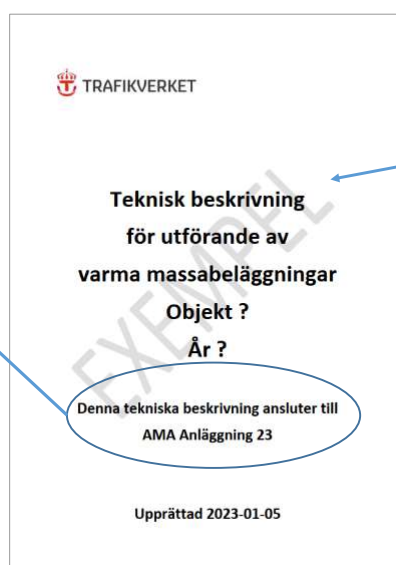 TRAFIKVERKET
Teknisk beskrivning
för utförande av
varma massabeläggningar
Objekt ?
År ?
EXEMPEL
Denna tekniska beskrivning ansluter till
AMA Anläggning 23
Upprättad 2023-01-05